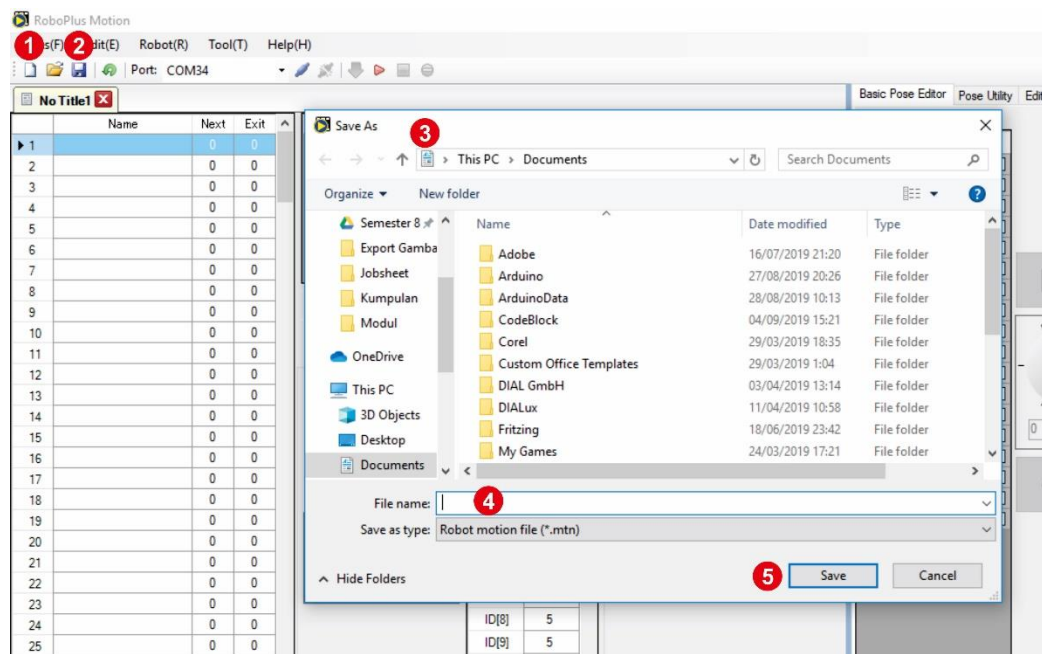 RoboPlus Motion
1 s(F) 2 dit(E) Robot(R) Tool(T) Help(H)
Port: COM34
No Title1
Basic Pose Editor Pose Utility Edit
Name Next Exit
1 0 0
2 0 0
3 0 0
4 0 0
5 0 0
6 0 0
7 0 0
8 0 0
9 0 0
10 0 0
11 0 0
12 0 0
13 0 0
14 0 0
15 0 0
16 0 0
17 0 0
18 0 0
19 0 0
20 0 0
21 0 0
22 0 0
23 0 0
24 0 0
25 0 0
Save As
3
This PC > Documents
Search Documents
Organize
New folder
?
Semester 8
Export Gamba
Jobsheet
Kumpulan
Modul
OneDrive
This PC
3D Objects
Desktop
Documents
Name Date modified Type
Adobe 16/07/2019 21:20 File folder
Arduino 27/08/2019 20:26 File folder
ArduinoData 28/08/2019 10:13 File folder
CodeBlock 04/09/2019 15:21 File folder
Corel 29/03/2019 18:35 File folder
Custom Office Templates 29/03/2019 1:04 File folder
DIAL GmbH 03/04/2019 13:14 File folder
DIALux 11/04/2019 10:58 File folder
Fritzing 18/06/2019 23:42 File folder
My Games 24/03/2019 17:21 File folder
File name: 4
Save as type: Robot motion file (*.mtn)
Hide Folders
5 Save Cancel
ID[8] 5
ID[9] 5
0